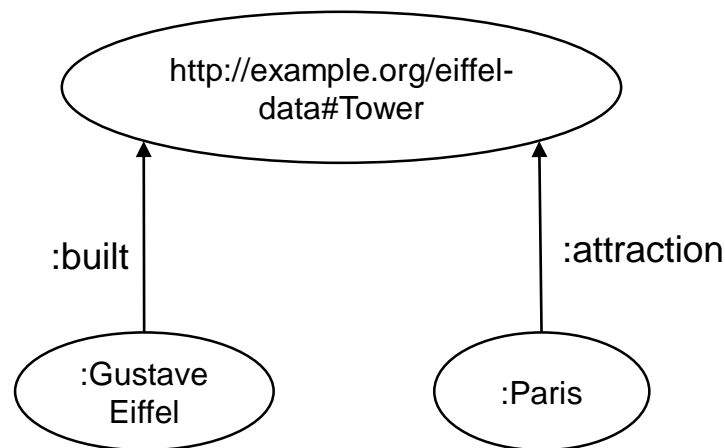 http://example.org/eiffel-
data#Tower
:built
:attraction
:Gustave
Eiffel
:Paris